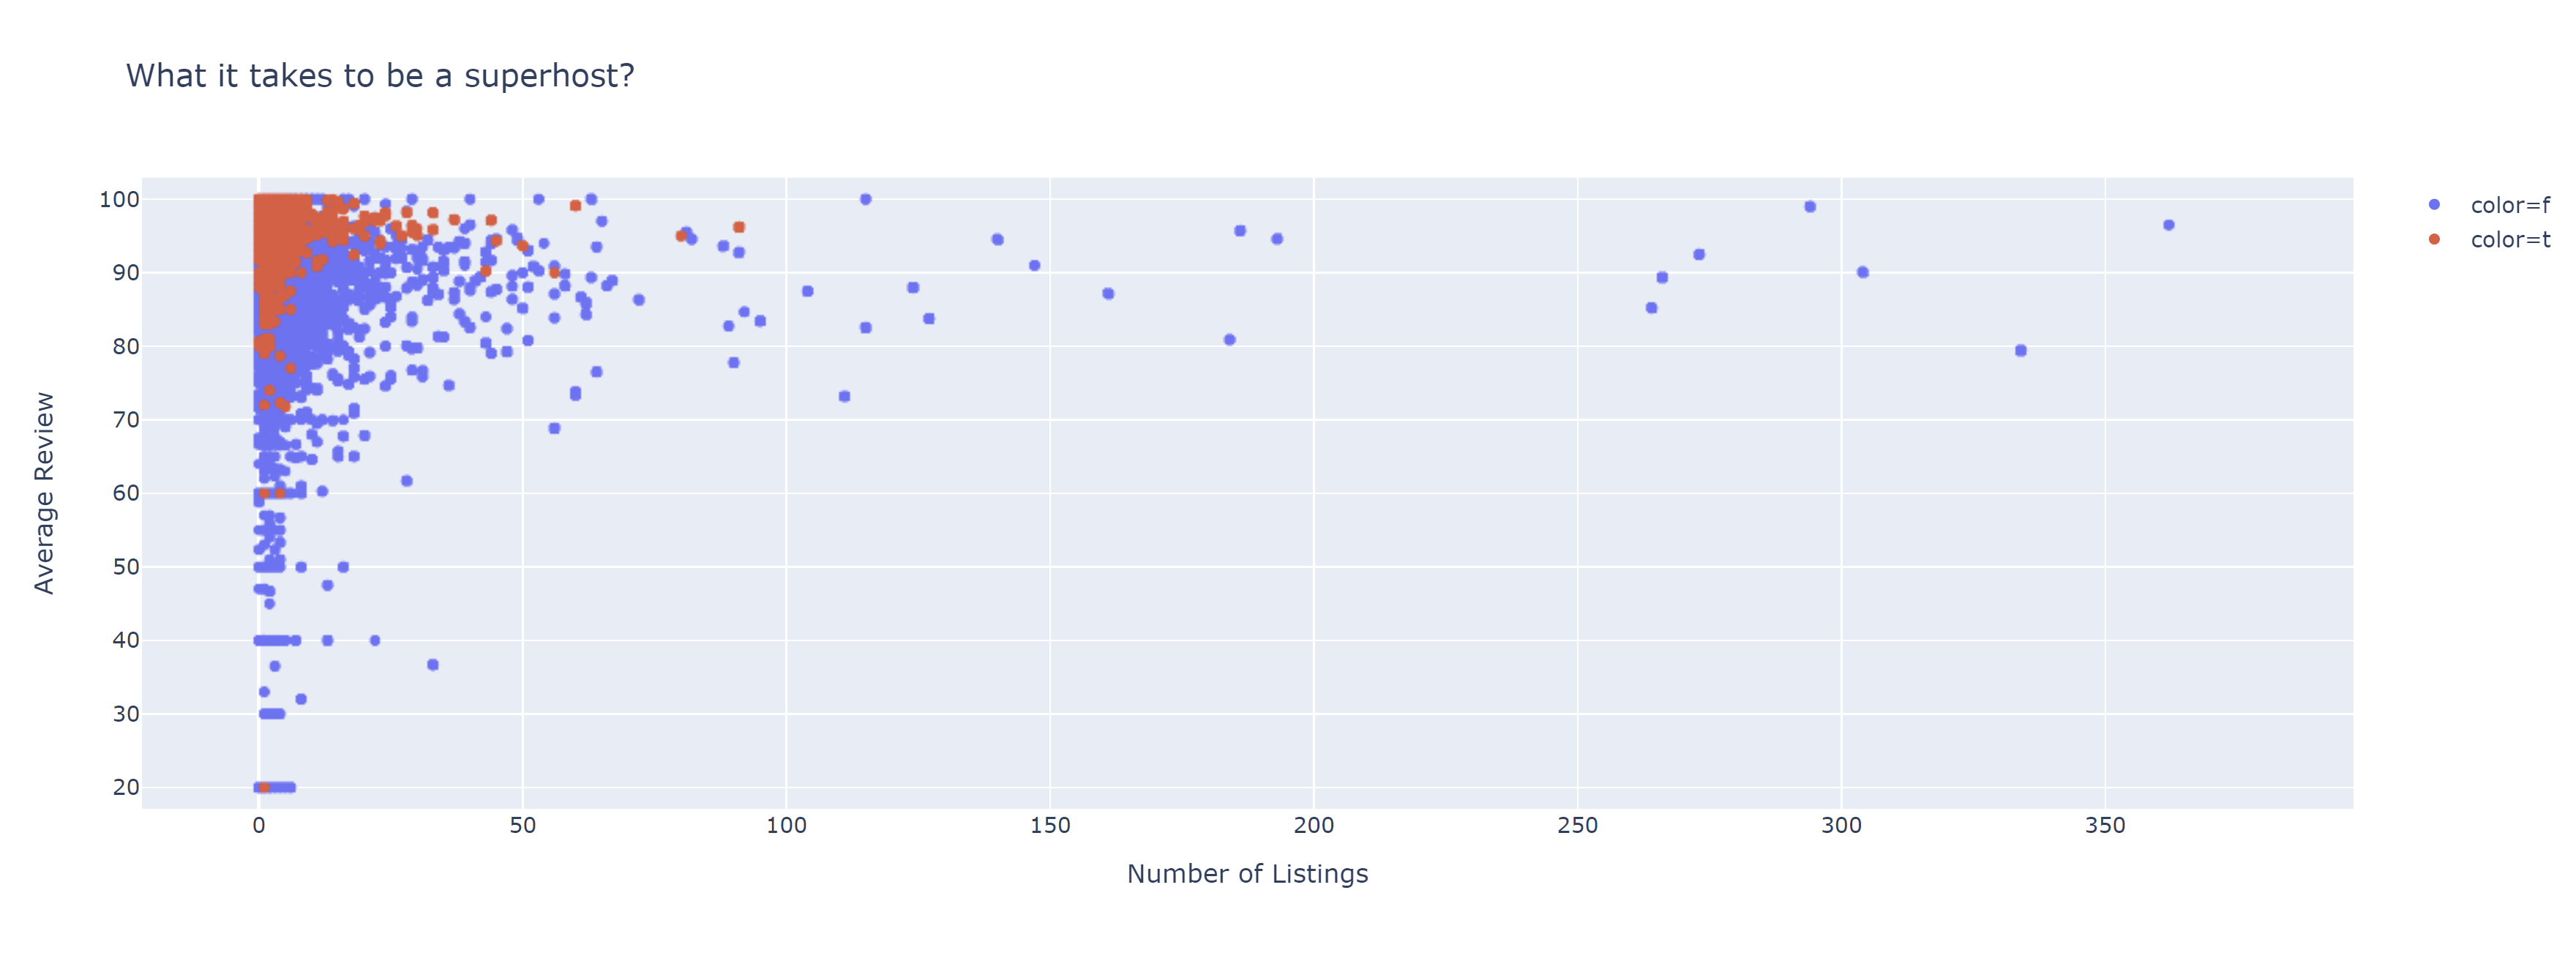 What it takes to be a superhost?
100
90
80
70
60
50
40
30
20
Average Review
0 50 100 150 200 250 300 350
Number of Listings
color=f
color=t